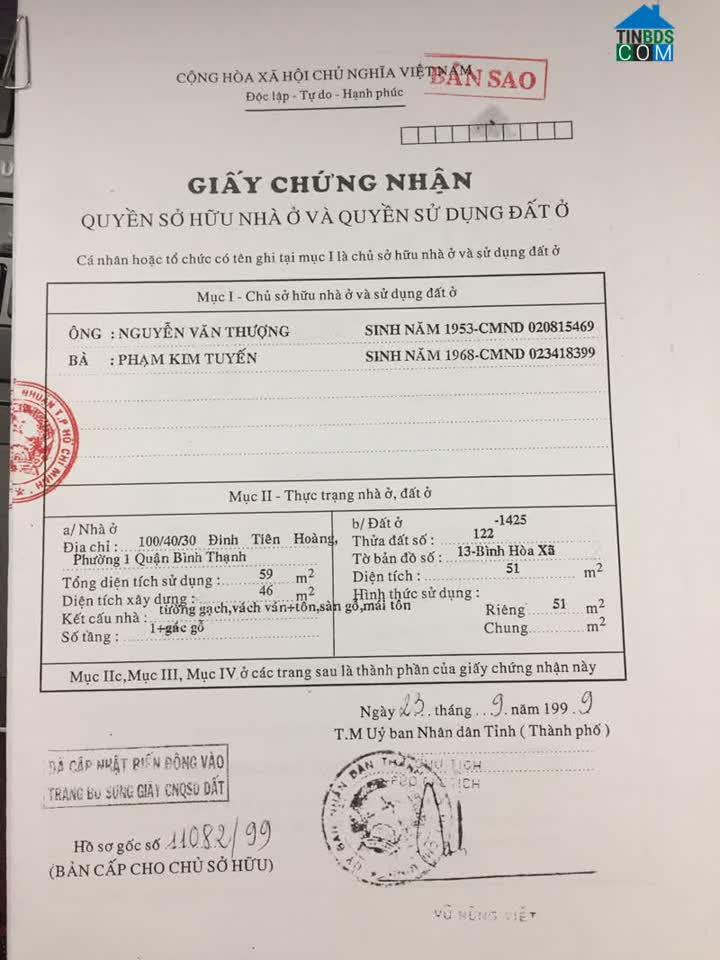 TINBDS
COM
CỘNG HÒA XÃ HỘI CHỦ NGHĨA VIỆT NAM
BẢN SAO
Độc lập - Tự do - Hạnh phúc
GIẤY CHỨNG NHẬN
QUYỀN SỞ HỮU NHÀ Ở VÀ QUYỀN SỬ DỤNG ĐẤT Ở
Cá nhân hoặc tổ chức có tên ghi tại mục I là chủ sở hữu nhà ở và sử dụng đất ở
Mục I - Chủ sở hữu nhà ở và sử dụng đất ở
ÔNG : NGUYỄN VĂN THƯỢNG SINH NĂM 1953-CMND 020815469
BÀ : PHẠM KIM TUYẾN SINH NĂM 1968-CMND 023418399
NHUẬN T.P HỒ CHÍ MINH
Mục II - Thực trạng nhà ở, đất ở
a/ Nhà ở
Địa chỉ : 100/40/30 Đinh Tiên Hoàng,
Phường 1 Quận Bình Thạnh
Tổng diện tích sử dụng : 59 m2
Diện tích xây dựng : 46 m2
Kết cấu nhà : tường gạch,vách ván+tôn,sàn gỗ,mái tôn
Số tầng : 1+gác gỗ
b/ Đất ở -1425
Thửa đất số : 122
Tờ bản đồ số : 13-Bình Hòa Xã
Diện tích : 51 m2
Hình thức sử dụng :
Riêng 51 m2
Chung m2
Mục IIc,Mục III, Mục IV ở các trang sau là thành phần của giấy chứng nhận này
Ngày 23 tháng 9 năm 1999
T.M Uỷ ban Nhân dân Tỉnh ( Thành phố )
CHỦ TỊCH
ĐÃ CẬP NHẬT BIẾN ĐỘNG VÀO
TRANG BỔ SUNG GIẤY CNQSD ĐẤT
Hồ sơ gốc số 11082/99
(BẢN CẤP CHO CHỦ SỞ HỮU)
VŨ HÙNG VIỆT